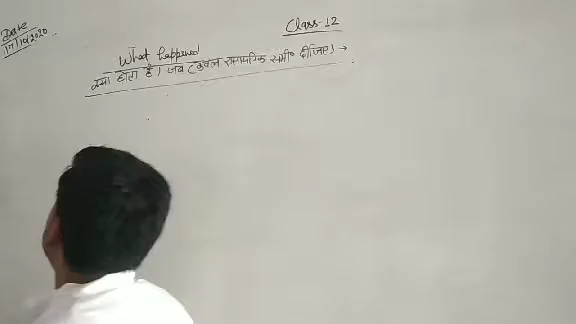 Date
17/10/2020
Class-12
What happened
क्या होता है। जब (केवल रासायनिक समी० दीजिए) →